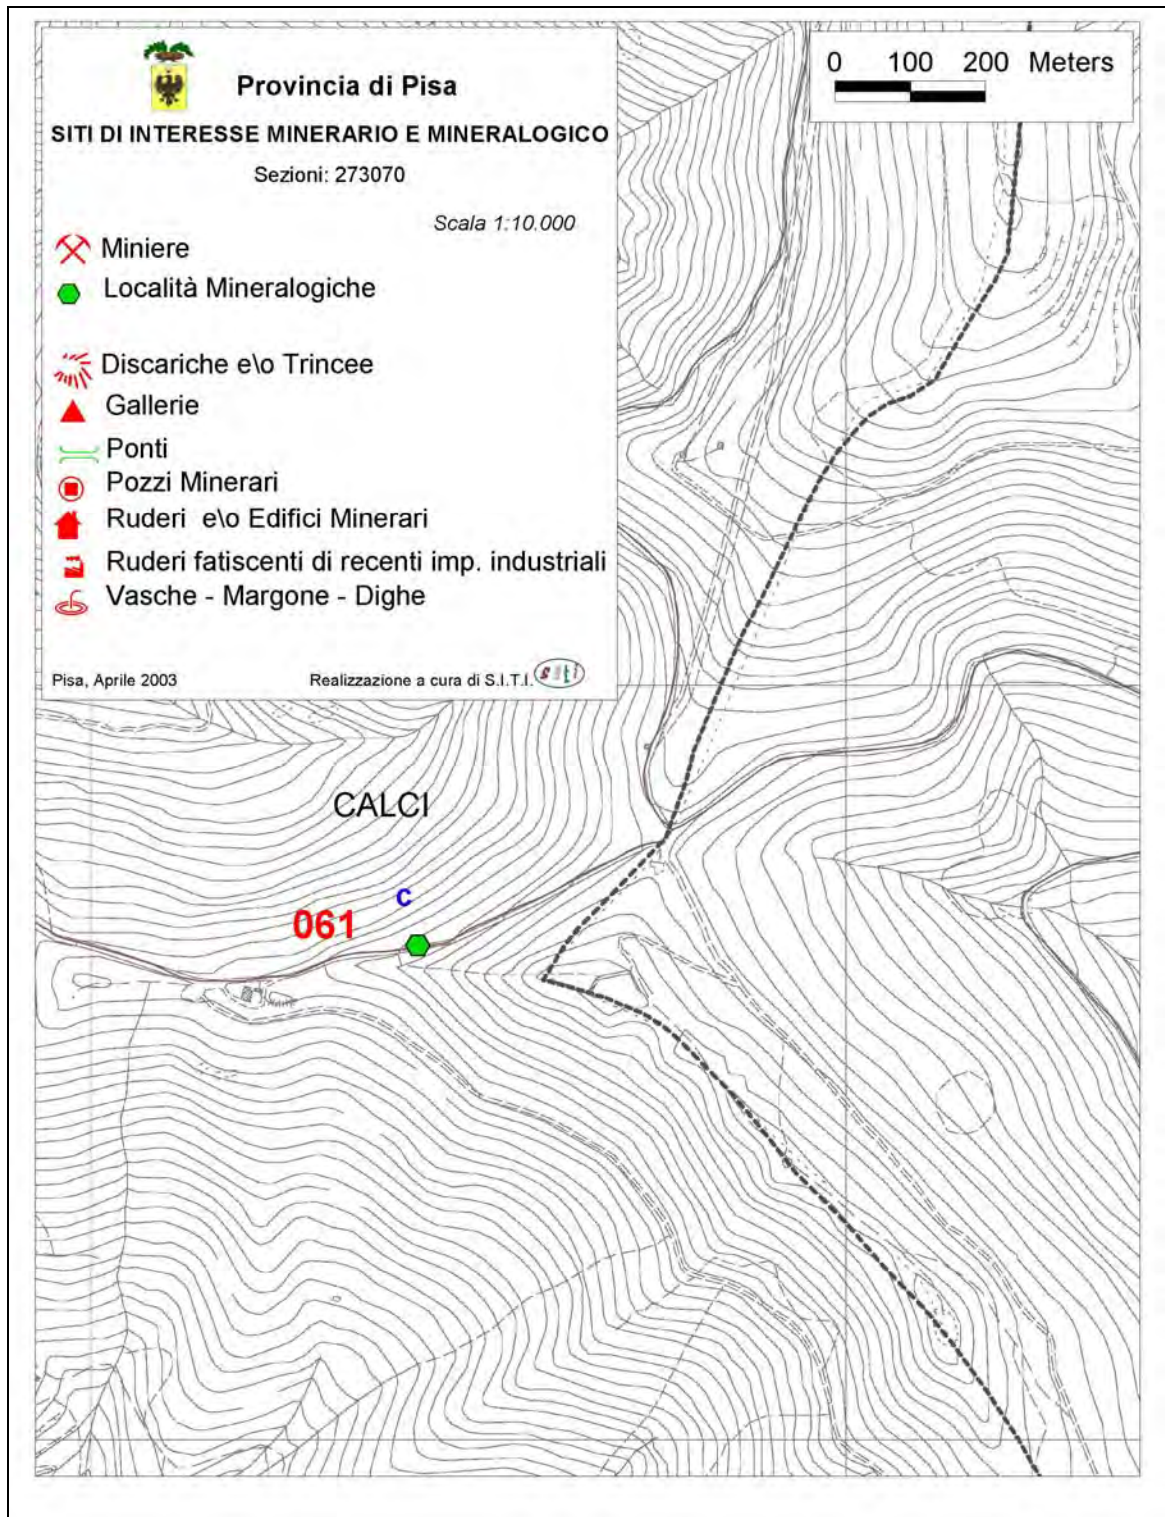 Provincia di Pisa
SITI DI INTERESSE MINERARIO E MINERALOGICO
Sezioni: 273070
Scala 1:10.000
Miniere
Località Mineralogiche
Discariche e\o Trincee
Gallerie
Ponti
Pozzi Minerari
Ruderi e\o Edifici Minerari
Ruderi fatiscenti di recenti imp. industriali
Vasche - Margone - Dighe
Pisa, Aprile 2003
Realizzazione a cura di S.I.T.I.
siti
0 100 200 Meters
CALCI
c
061